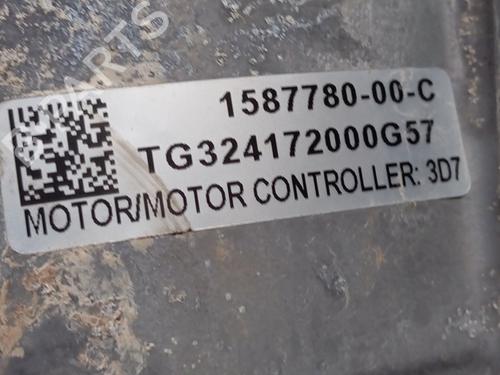 1587780-00-C
TG324172000G57
MOTOR/MOTOR CONTROLLER: 3D7